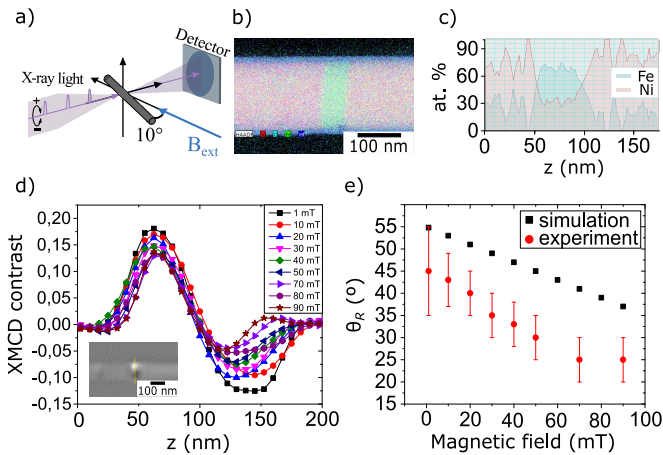 a)
Detector
X-ray light
+
-
10°
B_ext
b)
HAADF
100 nm
c)
at. %
90
60
30
0
Fe
Ni
0 50 100 150
z (nm)
d)
XMCD contrast
0,20
0,15
0,10
0,05
0,00
-0,05
-0,10
-0,15
1 mT
10 mT
20 mT
30 mT
40 mT
50 mT
70 mT
80 mT
90 mT
100 nm
0 50 100 150 200
z (nm)
e)
θ_R (º)
55
50
45
40
35
30
25
20
simulation
experiment
0 20 40 60 80 100
Magnetic field (mT)